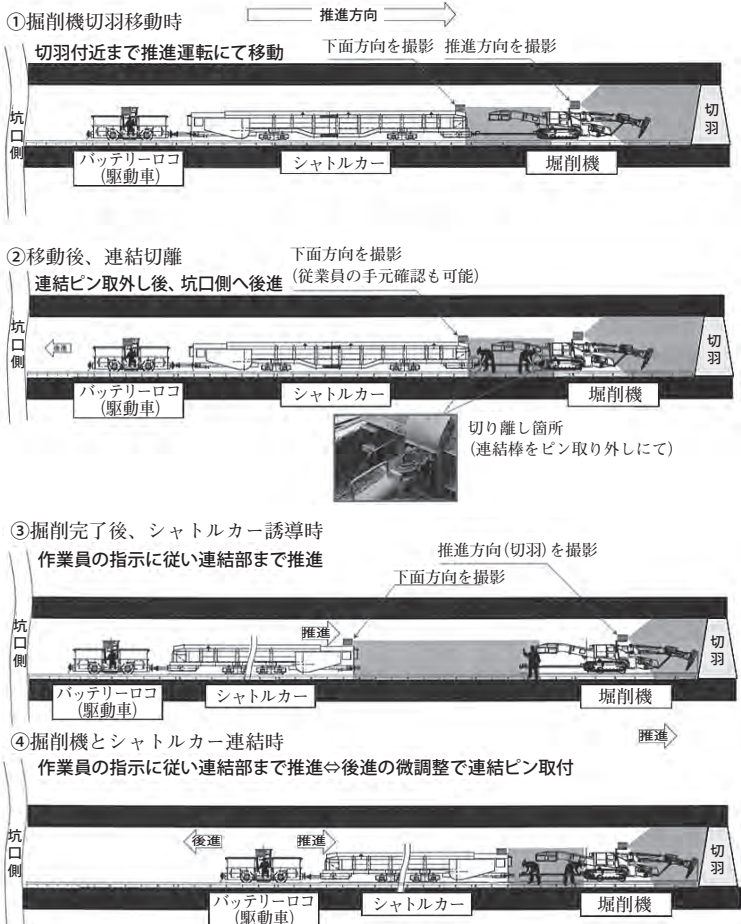 推進方向
①掘削機切羽移動時
切羽付近まで推進運転にて移動
下面方向を撮影
推進方向を撮影
坑口側
切羽
バッテリーロコ
(駆動車)
シャトルカー
堀削機
②移動後、連結切離
連結ピン取外し後、坑口側へ後進
下面方向を撮影
(従業員の手元確認も可能)
坑口側
後進
切羽
バッテリーロコ
(駆動車)
シャトルカー
堀削機
切り離し箇所
(連結棒をピン取り外しにて)
③掘削完了後、シャトルカー誘導時
作業員の指示に従い連結部まで推進
推進方向(切羽)を撮影
下面方向を撮影
坑口側
推進
切羽
バッテリーロコ
(駆動車)
シャトルカー
堀削機
④掘削機とシャトルカー連結時
推進
作業員の指示に従い連結部まで推進⇔後進の微調整で連結ピン取付
坑口側
後進
推進
切羽
バッテリーロコ
(駆動車)
シャトルカー
堀削機